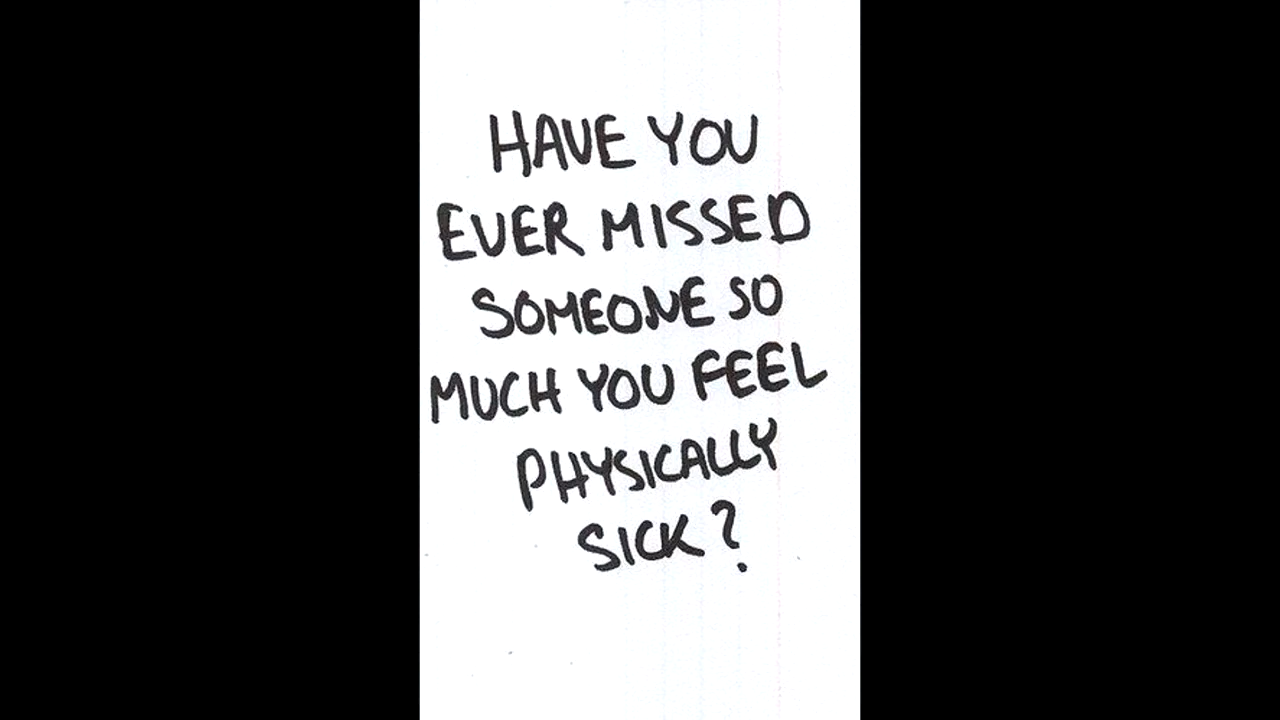 HAVE YOU
EVER MISSED
SOMEONE SO
MUCH YOU FEEL
PHYSICALLY
SICK?